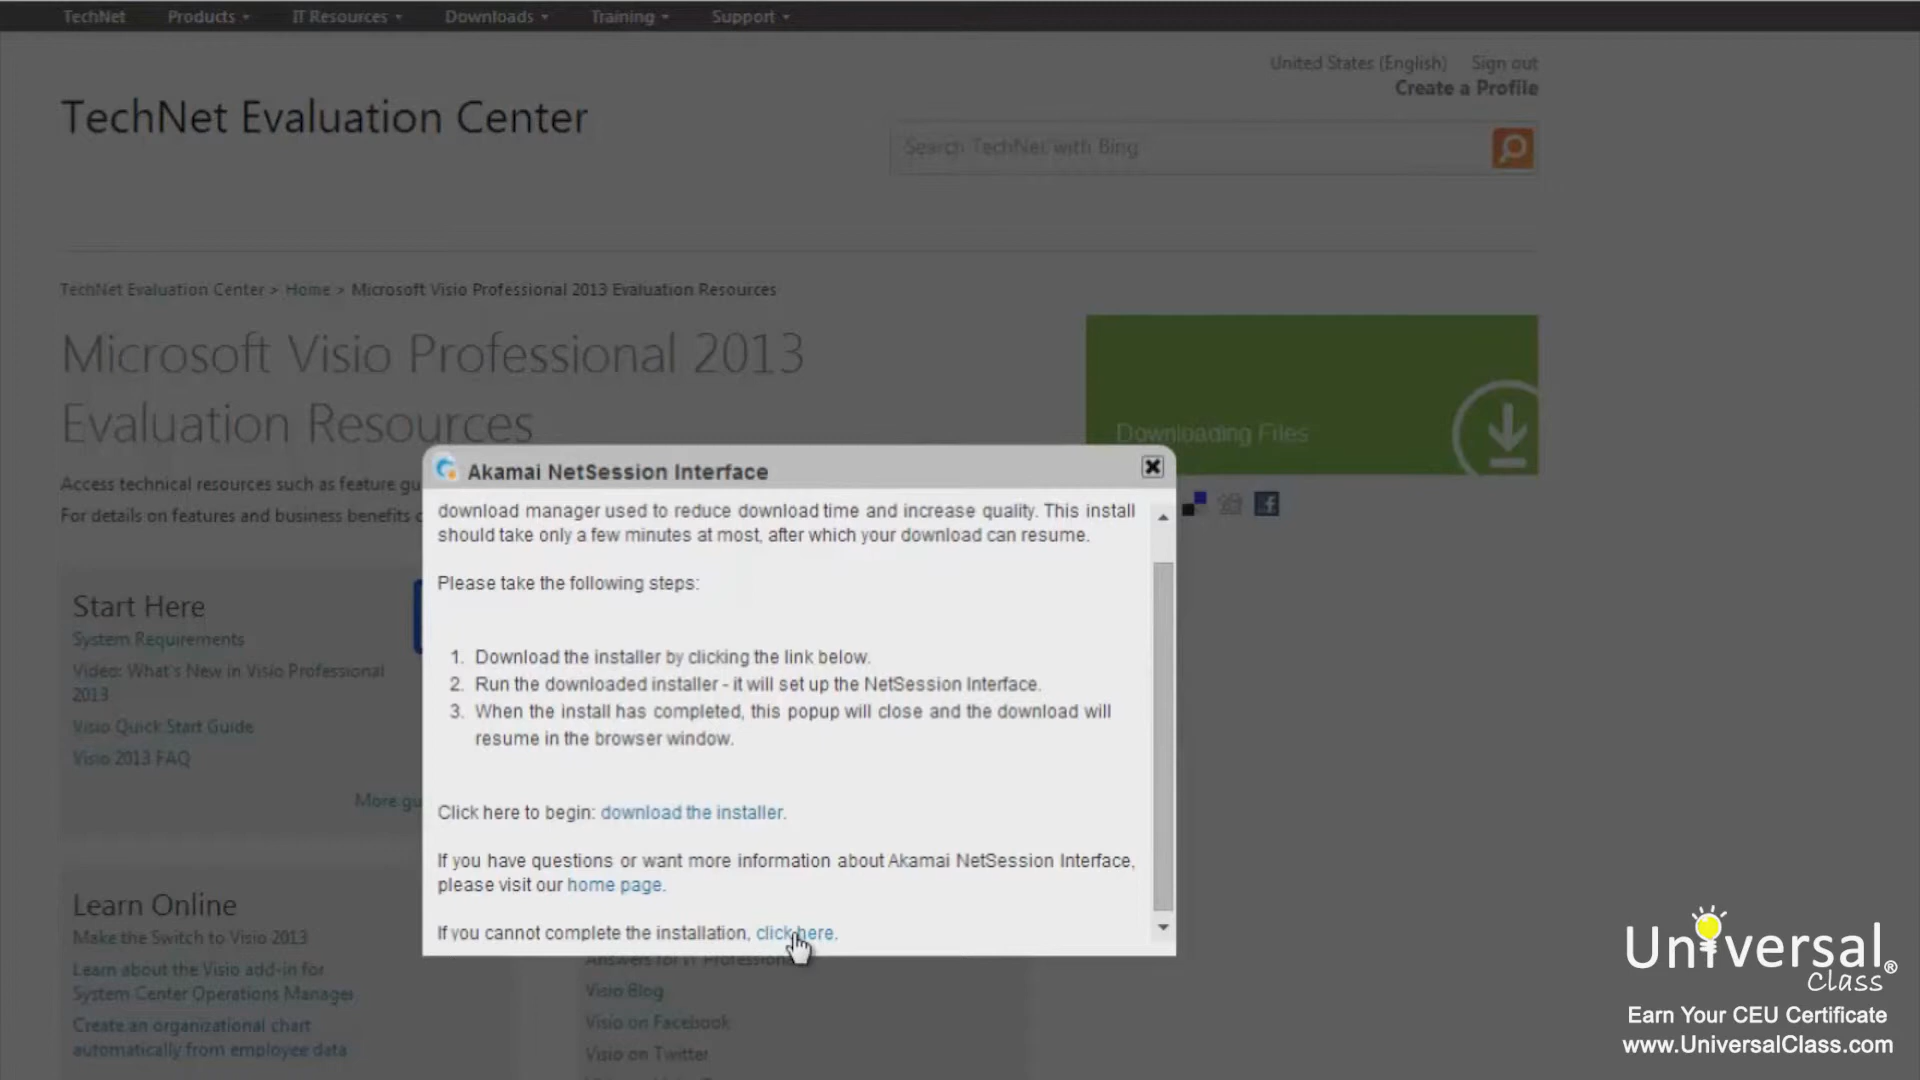 TechNet Products IT Resources Downloads Training Support
United States (English) Sign out
Create a Profile
TechNet Evaluation Center
Search TechNet with Bing
TechNet Evaluation Center > Home > Microsoft Visio Professional 2013 Evaluation Resources
Microsoft Visio Professional 2013
Evaluation Resources
Downloading Files
Access technical resources such as feature gu
For details on features and business benefits
Start Here
System Requirements
Video: What's New in Visio Professional
2013
Visio Quick Start Guide
Visio 2013 FAQ
More gu
Learn Online
Make the Switch to Visio 2013
Learn about the Visio add-in for
System Center Operations Manager
Create an organizational chart
automatically from employee data
Akamai NetSession Interface
download manager used to reduce download time and increase quality. This install
should take only a few minutes at most, after which your download can resume.
Please take the following steps:
1. Download the installer by clicking the link below.
2. Run the downloaded installer - it will set up the NetSession Interface.
3. When the install has completed, this popup will close and the download will
resume in the browser window.
Click here to begin: download the installer.
If you have questions or want more information about Akamai NetSession Interface,
please visit our home page.
If you cannot complete the installation, click here.
Answers for IT Professionals
Visio Blog
Visio on Facebook
Visio on Twitter
Universal
Class®
Earn Your CEU Certificate
www.UniversalClass.com